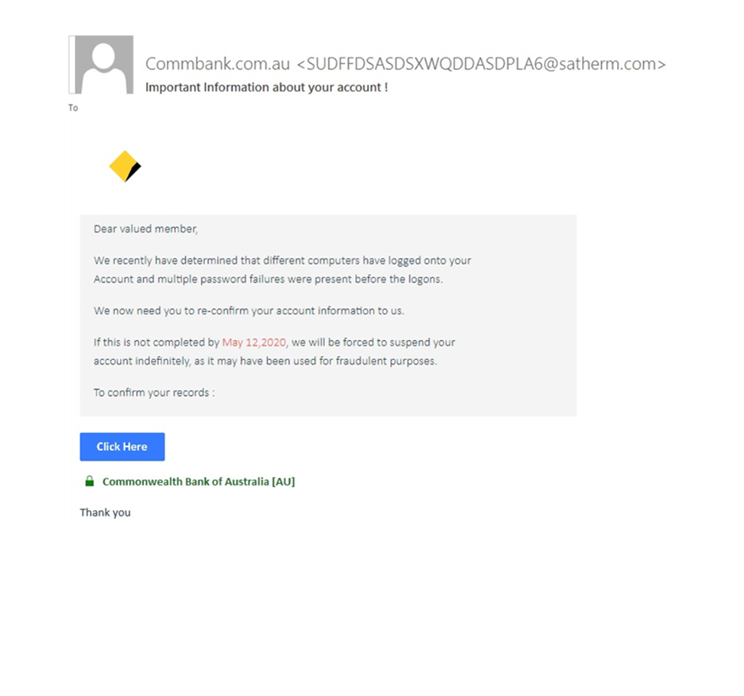 Commbank.com.au <SUDFFDSASDSXWQDDASDPLA6@satherm.com>
Important Information about your account !
To
Dear valued member,
We recently have determined that different computers have logged onto your
Account and multiple password failures were present before the logons.
We now need you to re-confirm your account information to us.
If this is not completed by May 12,2020, we will be forced to suspend your
account indefinitely, as it may have been used for fraudulent purposes.
To confirm your records :
Click Here
Commonwealth Bank of Australia [AU]
Thank you